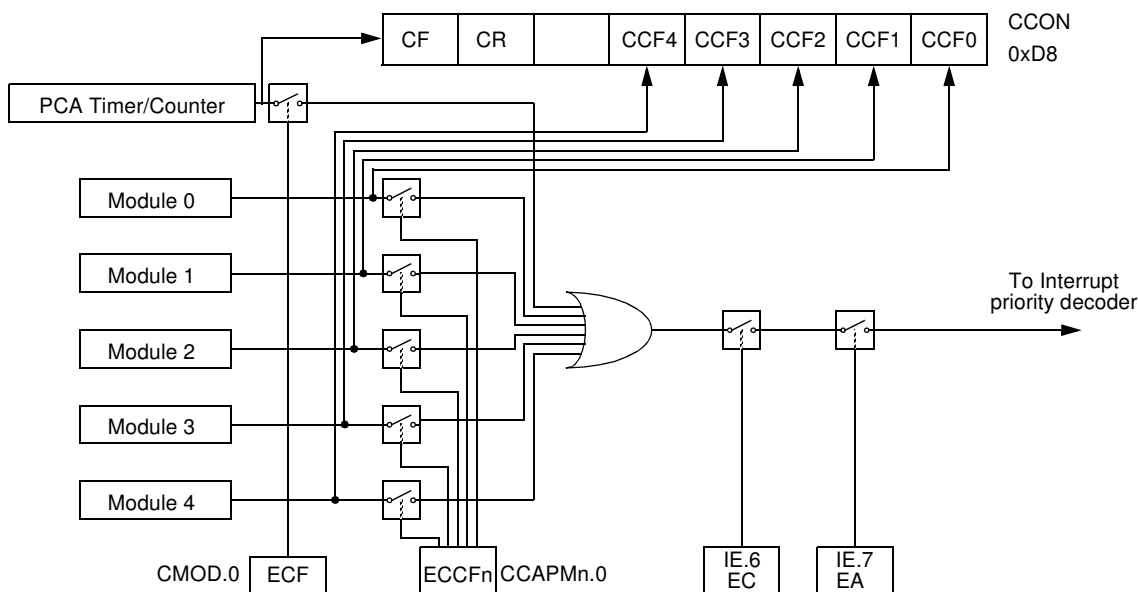 CF CR CCF4 CCF3 CCF2 CCF1 CCF0
CCON
0xD8
PCA Timer/Counter
Module 0
Module 1
Module 2
Module 3
Module 4
To Interrupt
priority decoder
CMOD.0 ECF
ECCFn CCAPMn.0
IE.6
EC
IE.7
EA